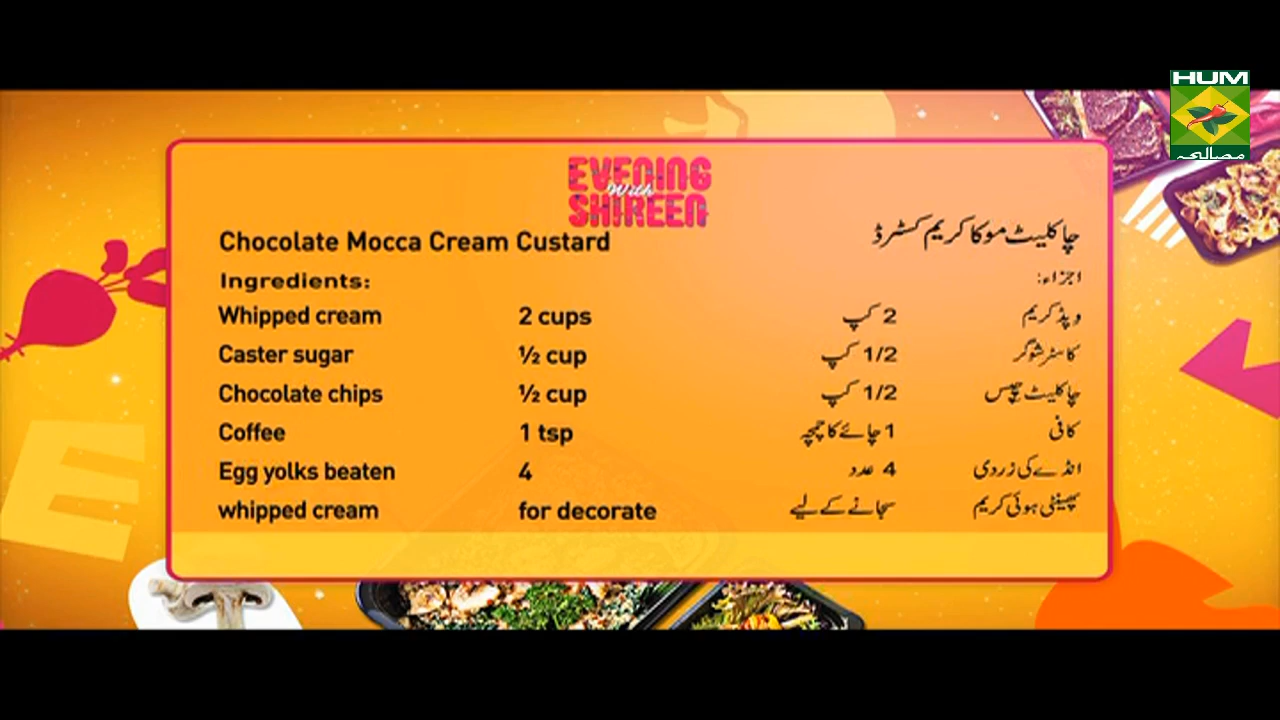 HUM
مصالحہ
EVENING
With
SHIREEN
Chocolate Mocca Cream Custard چاکلیٹ موکا کریم کسٹرڈ
Ingredients: اجزاء:
Whipped cream 2 cups 2 کپ وپڈ کریم
Caster sugar ½ cup 1/2 کپ کاسٹر شوگر
Chocolate chips ½ cup 1/2 کپ چاکلیٹ چپس
Coffee 1 tsp 1 چائے کا چمچہ کافی
Egg yolks beaten 4 4 عدد انڈے کی زردی
whipped cream for decorate سجانے کے لیے پھینٹی ہوئی کریم
E